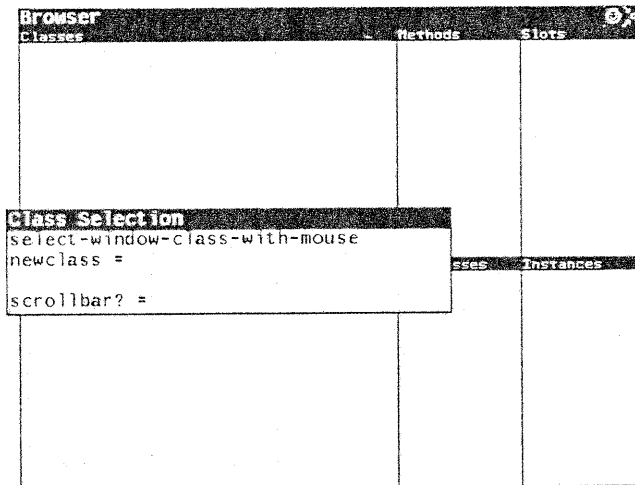 Browser
Classes Methods Slots
Class Selection
select-window-class-with-mouse
newclass =
sses Instances
scrollbar? =